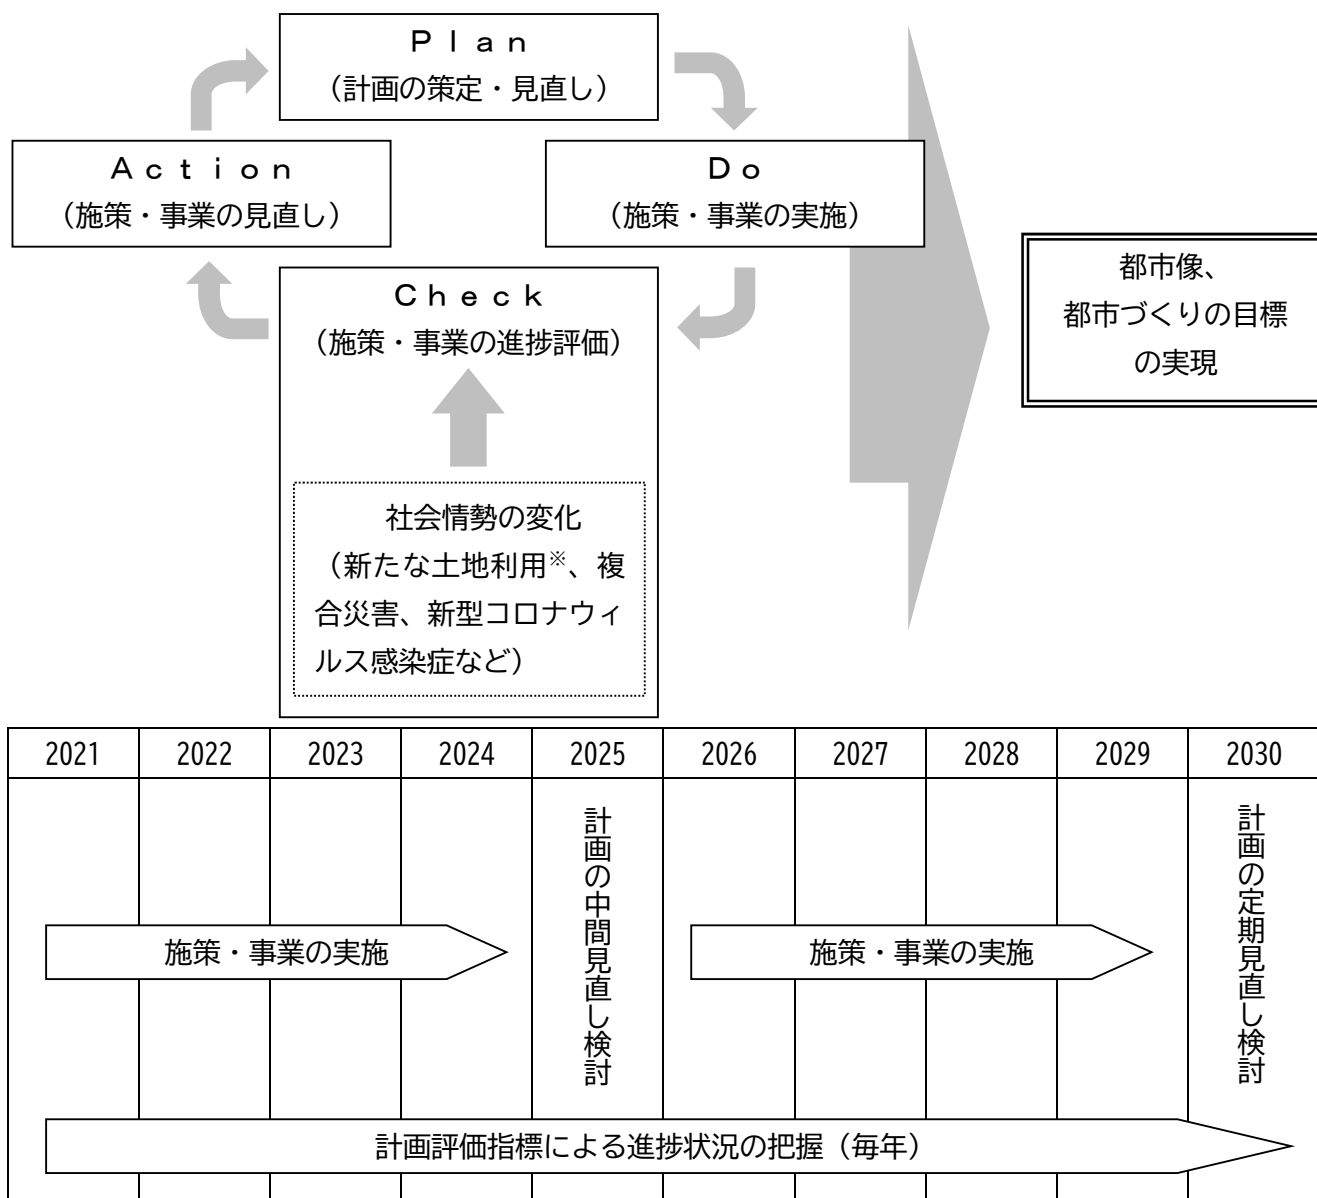 Ｐｌａｎ
（計画の策定・見直し）
Ａｃｔｉｏｎ
（施策・事業の見直し）
Ｄｏ
（施策・事業の実施）
Ｃｈｅｃｋ
（施策・事業の進捗評価）
社会情勢の変化
（新たな土地利用※、複
合災害、新型コロナウィ
ルス感染症など）
都市像、
都市づくりの目標
の実現
2021 2022 2023 2024 2025 2026 2027 2028 2029 2030
施策・事業の実施
計画の中間見直し検討
施策・事業の実施
計画の定期見直し検討
計画評価指標による進捗状況の把握（毎年）